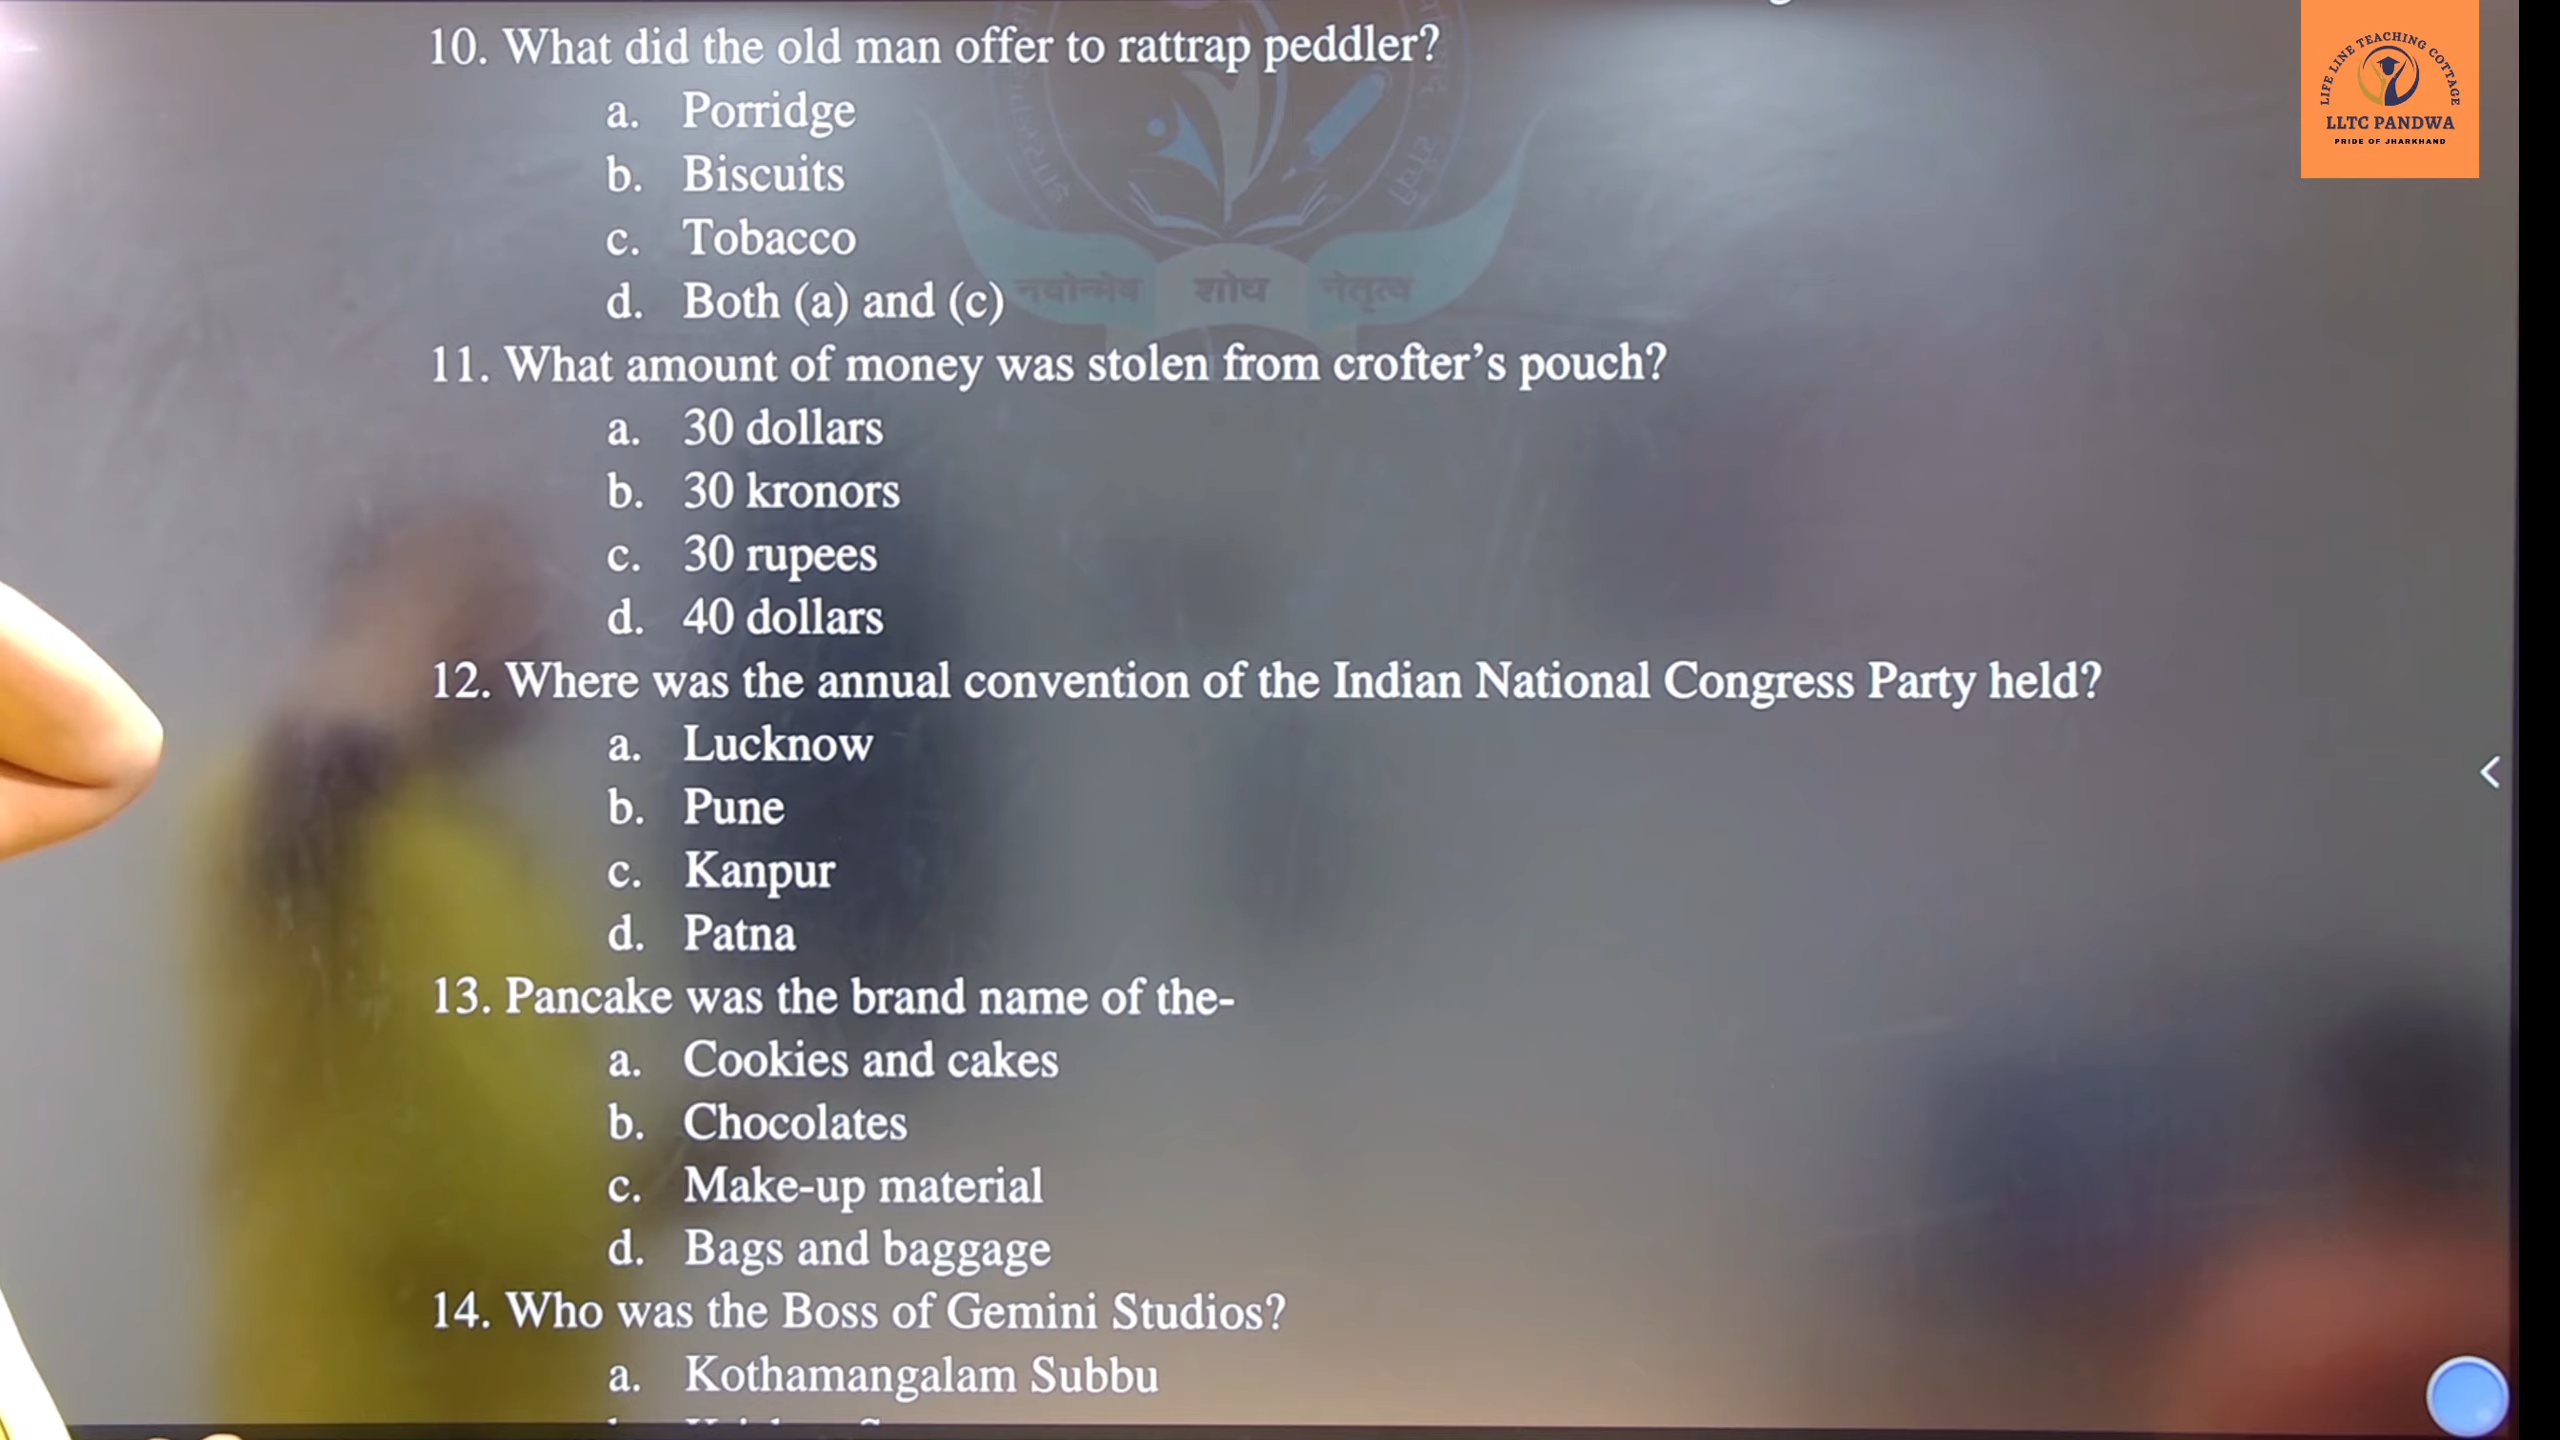 LIFE LINE TEACHING COTTAGE
LLTC PANDWA
PRIDE OF JHARKHAND
10. What did the old man offer to rattrap peddler?
a. Porridge
b. Biscuits
c. Tobacco
d. Both (a) and (c)
नवोन्मेष शोध नेतृत्व
11. What amount of money was stolen from crofter’s pouch?
a. 30 dollars
b. 30 kronors
c. 30 rupees
d. 40 dollars
12. Where was the annual convention of the Indian National Congress Party held?
a. Lucknow
b. Pune
c. Kanpur
d. Patna
13. Pancake was the brand name of the-
a. Cookies and cakes
b. Chocolates
c. Make-up material
d. Bags and baggage
14. Who was the Boss of Gemini Studios?
a. Kothamangalam Subbu